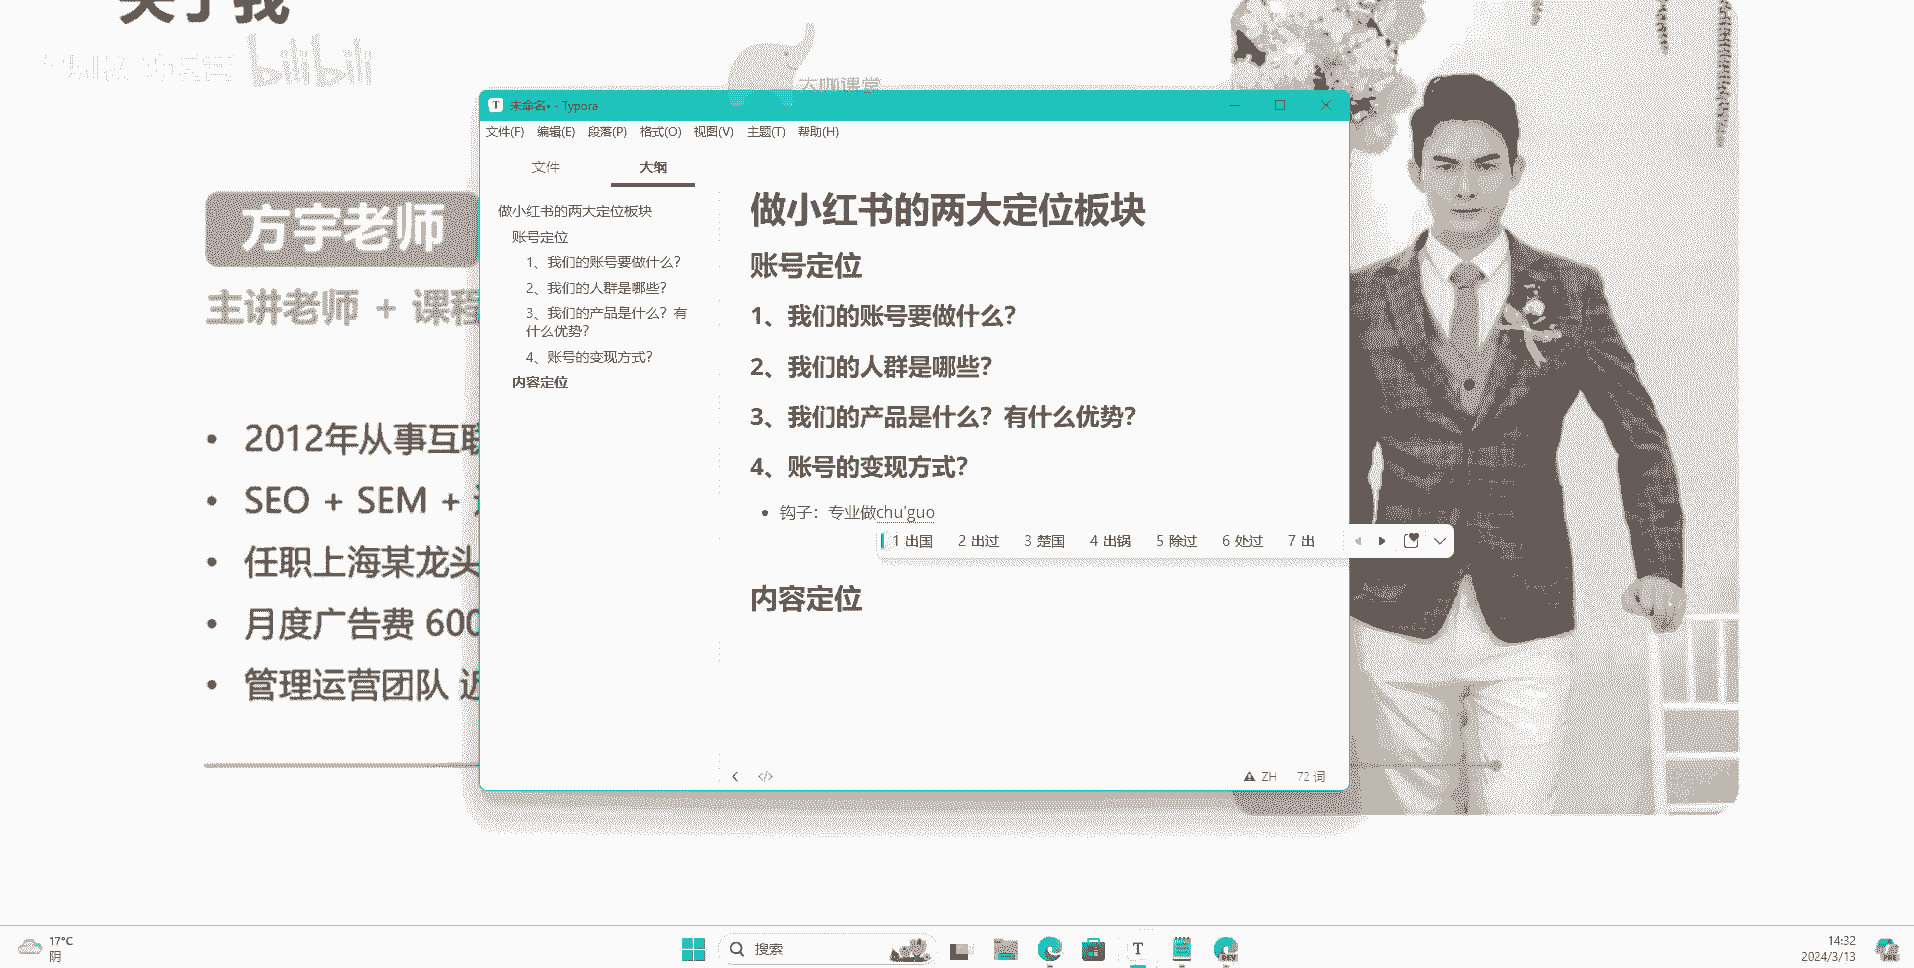 关于我
bilibili
大咖课堂
方宇老师
主讲老师 + 课程
2012年从事互联
SEO + SEM +
任职上海某龙头
月度广告费 600
管理运营团队 近
未命名• - Typora
文件(F) 编辑(E) 段落(P) 格式(O) 视图(V) 主题(T) 帮助(H)
文件 大纲
做小红书的两大定位板块
账号定位
1、我们的账号要做什么?
2、我们的人群是哪些?
3、我们的产品是什么? 有
什么优势?
4、账号的变现方式?
内容定位
做小红书的两大定位板块
账号定位
1、我们的账号要做什么?
2、我们的人群是哪些?
3、我们的产品是什么? 有什么优势?
4、账号的变现方式?
钩子: 专业做chu'guo
1 出国 2 出过 3 楚国 4 出锅 5 除过 6 处过 7 出
内容定位
ZH 72 词
17°C
阴
搜索
DEV
14:32
2024/3/13
PRE